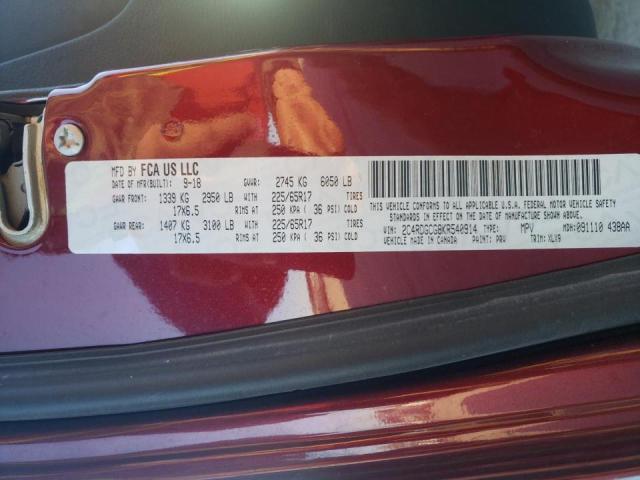 MFD BY FCA US LLC
DATE OF MFR(BUILT): 9-18 GVWR: 2745 KG 6050 LB
GAWR FRONT: 1339 KG 2950 LB WITH 225/65R17 TIRES
17X6.5 RIMS AT 250 KPA ( 36 PSI) COLD
GAWR REAR: 1407 KG 3100 LB WITH 225/65R17 TIRES
17X6.5 RIMS AT 250 KPA ( 36 PSI) COLD
THIS VEHICLE CONFORMS TO ALL APPLICABLE U.S.A. FEDERAL MOTOR VEHICLE SAFETY
STANDARDS IN EFFECT ON THE DATE OF MANUFACTURE SHOWN ABOVE.
VIN: 2C4RDGCGBKR540914 TYPE: MPV MDH:091110 438AA
VEHICLE MADE IN CANADA PAINT: PRV TRIM: XLX9